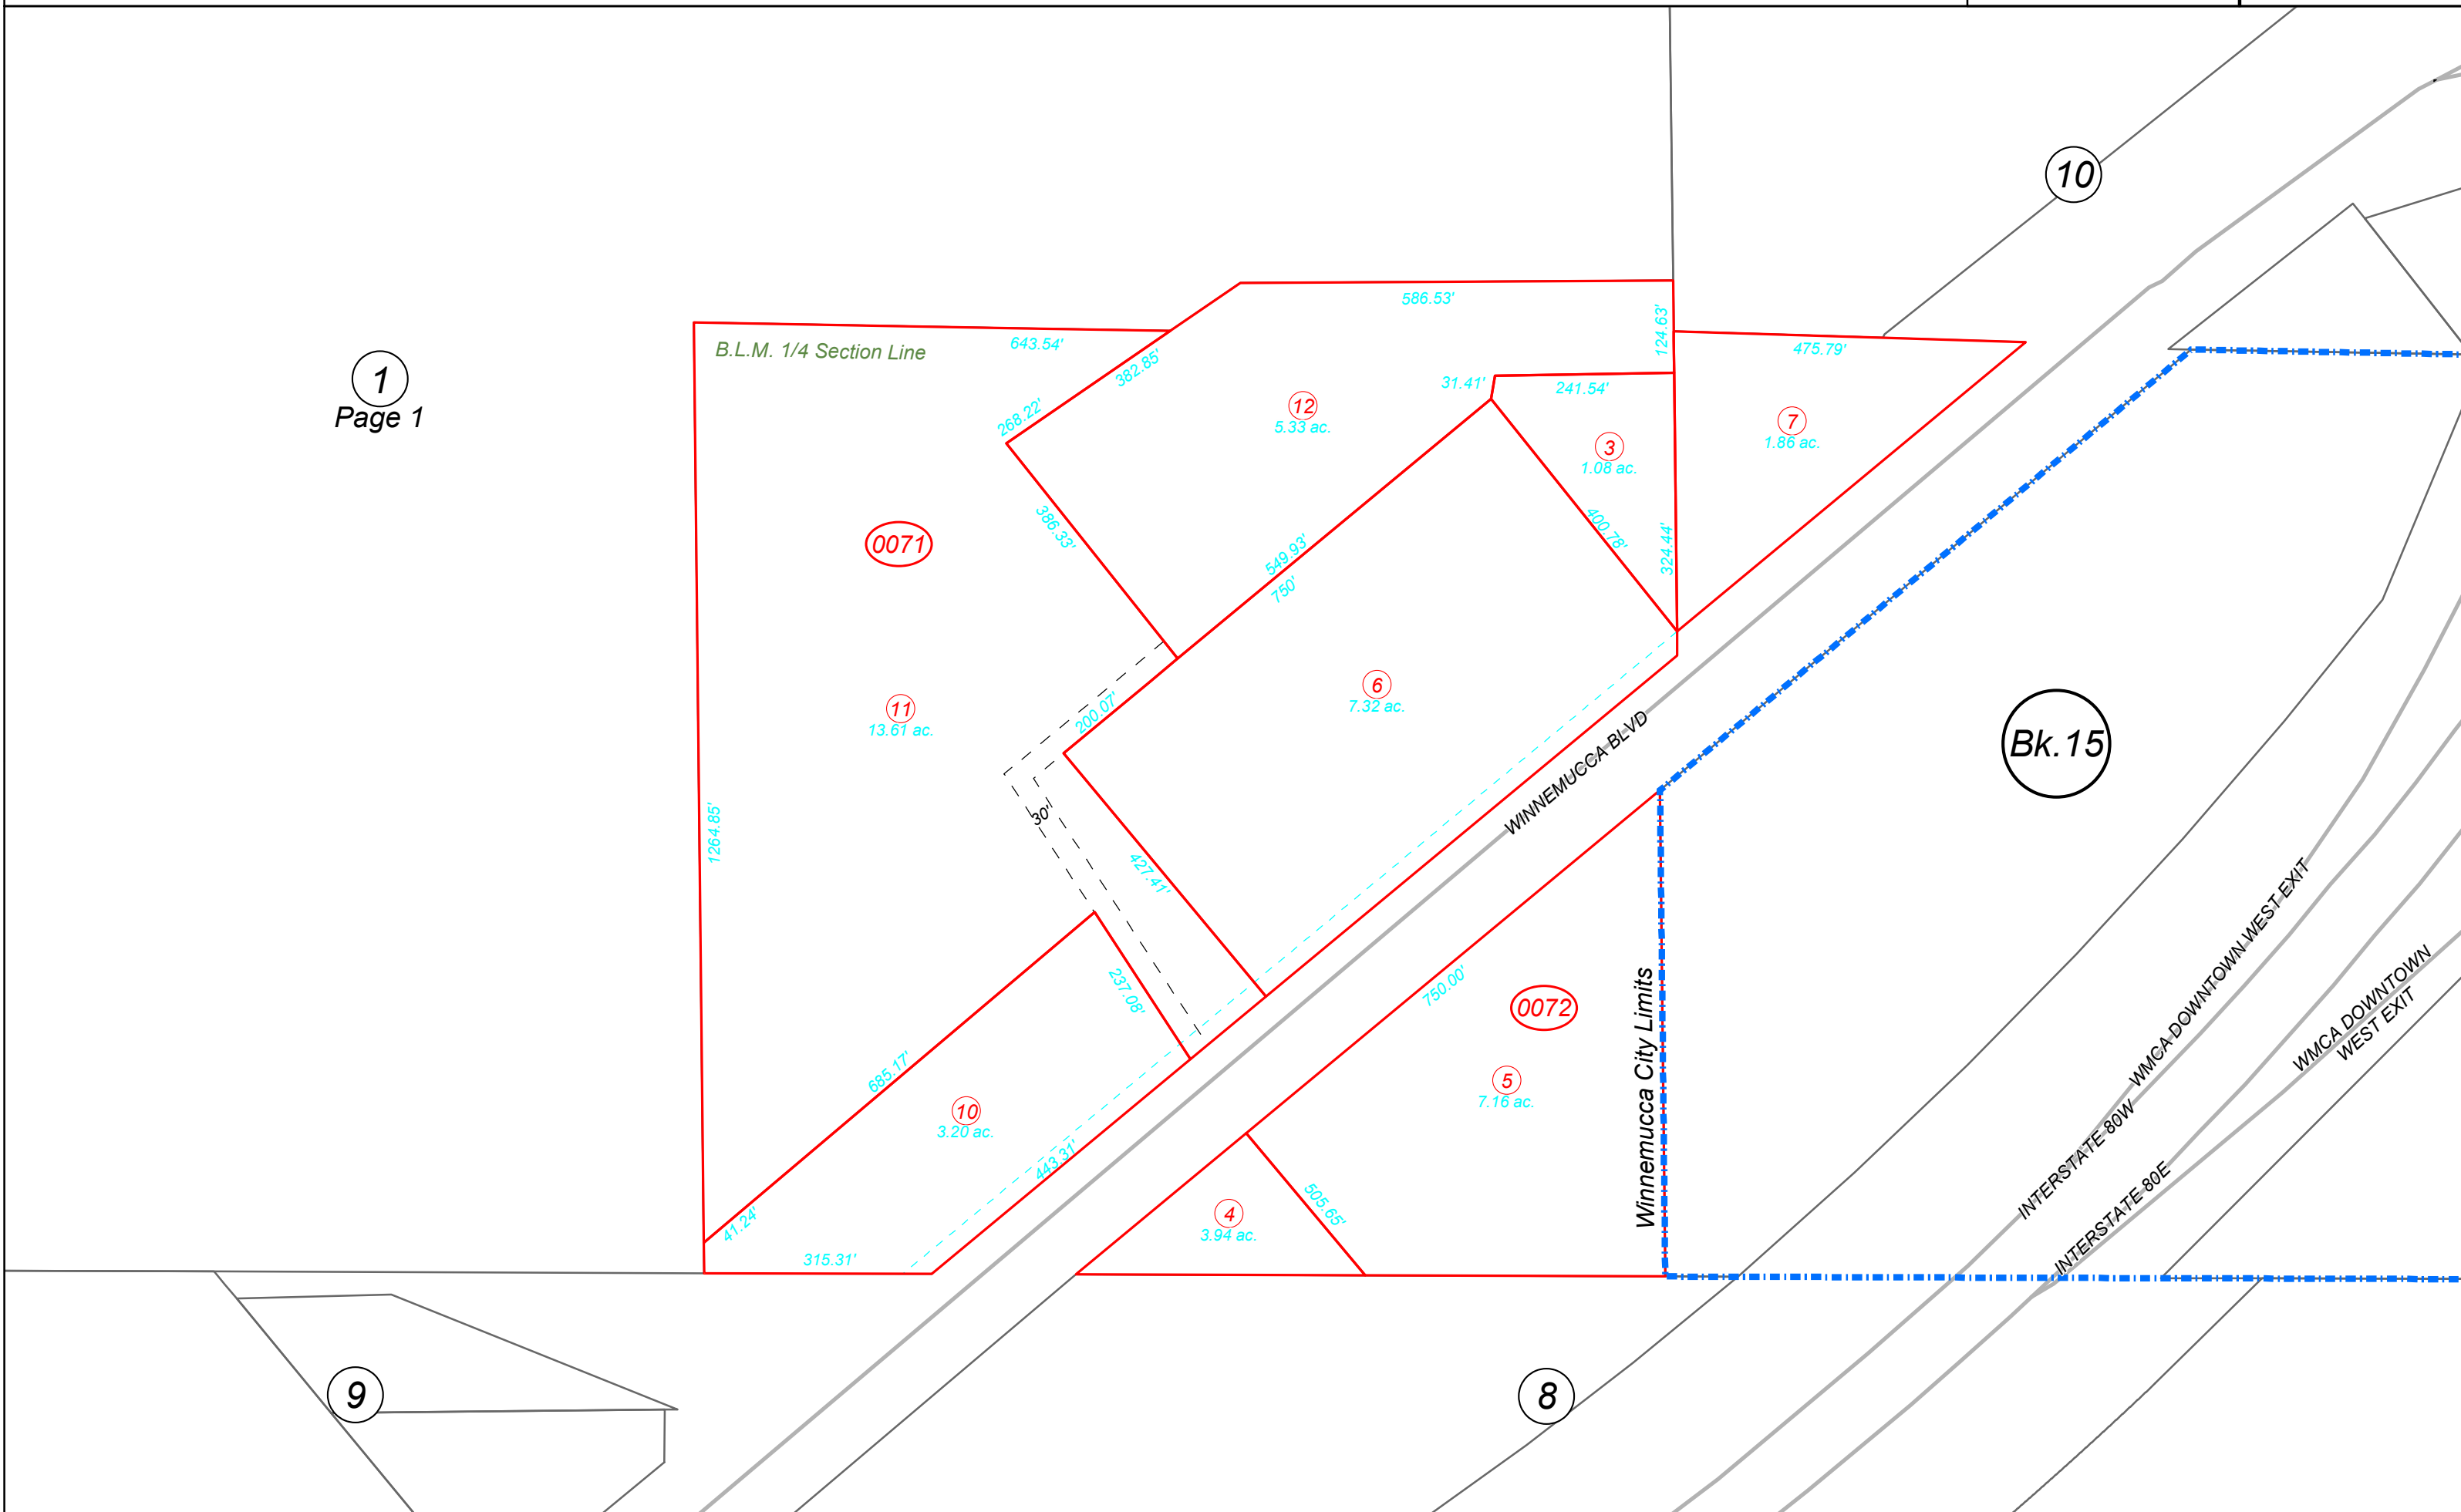 10
586.53'
124.63'
643.54'
B.L.M. 1/4 Section Line
475.79'
382.85'
31.41'
241.54'
1
Page 1
268.22'
12
5.33 ac.
7
1.86 ac.
3
1.08 ac.
386.33'
0071
400.78'
324.44'
549.93'
750'
6
7.32 ac.
11
13.61 ac.
200.07'
WINNEMUCCA BLVD
Bk.15
30'
1264.85'
427.41'
WMCA DOWNTOWN WEST EXIT
237.08'
750.00'
0072
Winnemucca City Limits
WMCA DOWNTOWN
WEST EXIT
685.17'
5
7.16 ac.
10
3.20 ac.
443.31'
INTERSTATE 80W
INTERSTATE 80E
41.24'
4
3.94 ac.
505.65'
315.31'
9
8